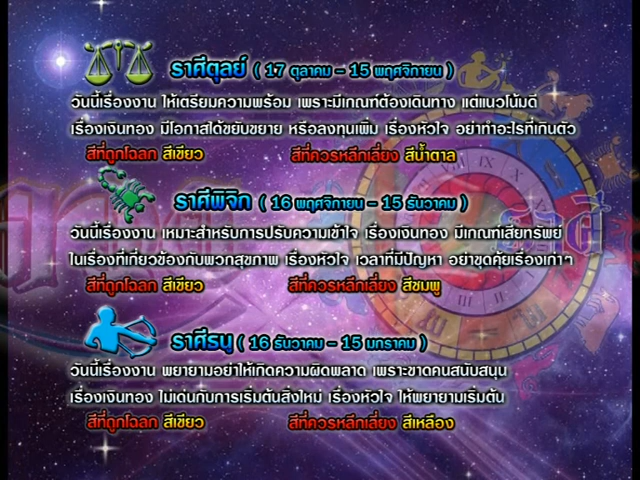 ราศีตุลย์ ( 17 ตุลาคม – 15 พฤศจิกายน )
วันนี้เรื่องงาน ให้เตรียมความพร้อม เพราะมีเกณฑ์ต้องเดินทาง แต่แนวโน้มดี
เรื่องเงินทอง มีโอกาสได้ขยับขยาย หรือลงทุนเพิ่ม เรื่องหัวใจ อย่าทำอะไรที่เกินตัว
สีที่ถูกโฉลก สีเขียว สีที่ควรหลีกเลี่ยง สีน้ำตาล
ราศีพิจิก ( 16 พฤศจิกายน – 15 ธันวาคม )
วันนี้เรื่องงาน เหมาะสำหรับการปรับความเข้าใจ เรื่องเงินทอง มีเกณฑ์เสียทรัพย์
ในเรื่องที่เกี่ยวข้องกับพวกสุขภาพ เรื่องหัวใจ เวลาที่มีปัญหา อย่าขุดคุ้ยเรื่องเก่าๆ
สีที่ถูกโฉลก สีเขียว สีที่ควรหลีกเลี่ยง สีชมพู
ราศีธนู ( 16 ธันวาคม – 15 มกราคม )
วันนี้เรื่องงาน พยายามอย่าให้เกิดความผิดพลาด เพราะขาดคนสนับสนุน
เรื่องเงินทอง ไม่เด่นกับการเริ่มต้นสิ่งใหม่ เรื่องหัวใจ ให้พยายามเริ่มต้น
สีที่ถูกโฉลก สีเขียว สีที่ควรหลีกเลี่ยง สีเหลือง